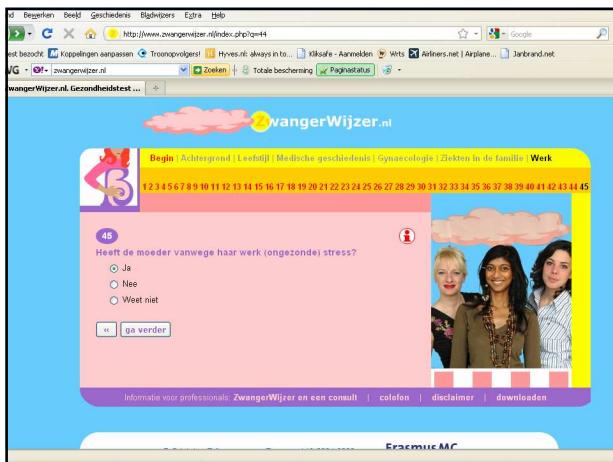 Bewerken Beeld Geschiedenis Bladwijzers Extra Help
http://www.zwangerwijzer.nl/index.php?q=44
Google
est bezocht Koppelingen aanpassen Troonopvolgers! Hyves.nl: always in to... Kliksafe - Aanmelden Wrts Airliners.net | Airplane... Janbrand.net
VG zwangerwijzer.nl Zoeken Totale bescherming Paginastatus
wangerWijzer.nl. Gezondheidstest ...
ZwangerWijzer.nl
Begin | Achtergrond | Leefstijl | Medische geschiedenis | Gynaecologie | Ziekten in de familie | Werk
1 2 3 4 5 6 7 8 9 10 11 12 13 14 15 16 17 18 19 20 21 22 23 24 25 26 27 28 29 30 31 32 33 34 35 36 37 38 39 40 41 42 43 44 45
45
Heeft de moeder vanwege haar werk (ongezonde) stress?
Ja
Nee
Weet niet
‹‹ ga verder
Informatie voor professionals: ZwangerWijzer en een consult | colofon | disclaimer | downloaden
Erasmus MC